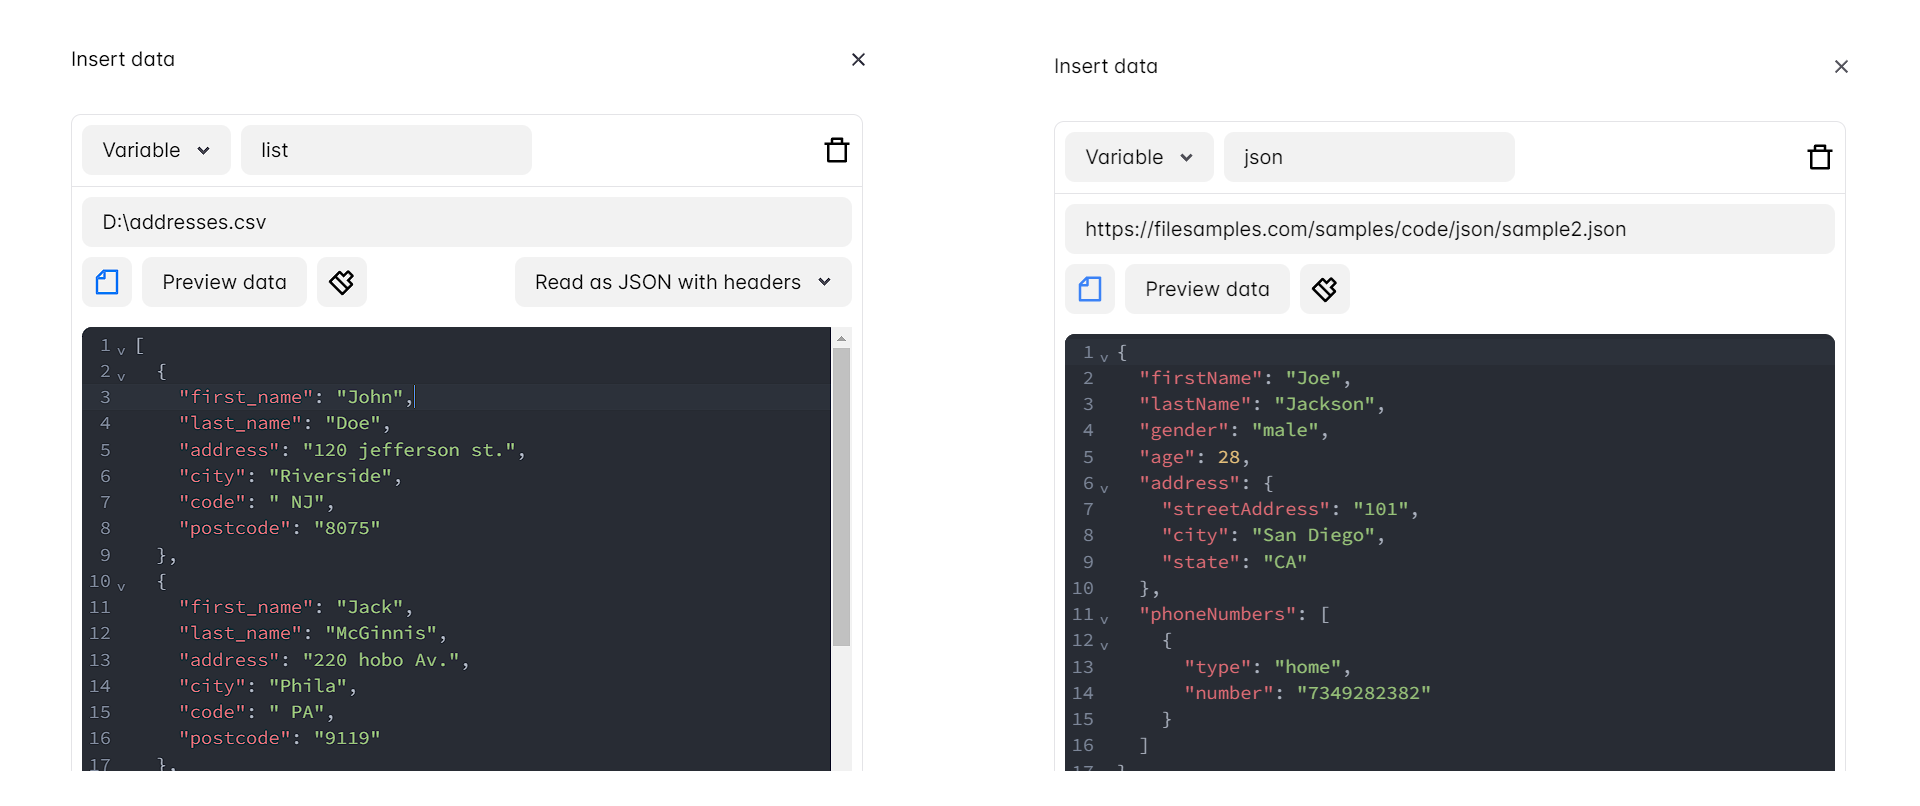 Insert data
Variable
list
D:\addresses.csv
Preview data
Read as JSON with headers
1 [
2 {
3 "first_name": "John",
4 "last_name": "Doe",
5 "address": "120 jefferson st.",
6 "city": "Riverside",
7 "code": " NJ",
8 "postcode": "8075"
9 },
10 {
11 "first_name": "Jack",
12 "last_name": "McGinnis",
13 "address": "220 hobo Av.",
14 "city": "Phila",
15 "code": " PA",
16 "postcode": "9119"
17 },
Insert data
Variable
json
https://filesamples.com/samples/code/json/sample2.json
Preview data
1 {
2 "firstName": "Joe",
3 "lastName": "Jackson",
4 "gender": "male",
5 "age": 28,
6 "address": {
7 "streetAddress": "101",
8 "city": "San Diego",
9 "state": "CA"
10 },
11 "phoneNumbers": [
12 {
13 "type": "home",
14 "number": "7349282382"
15 }
16 ]
17 }